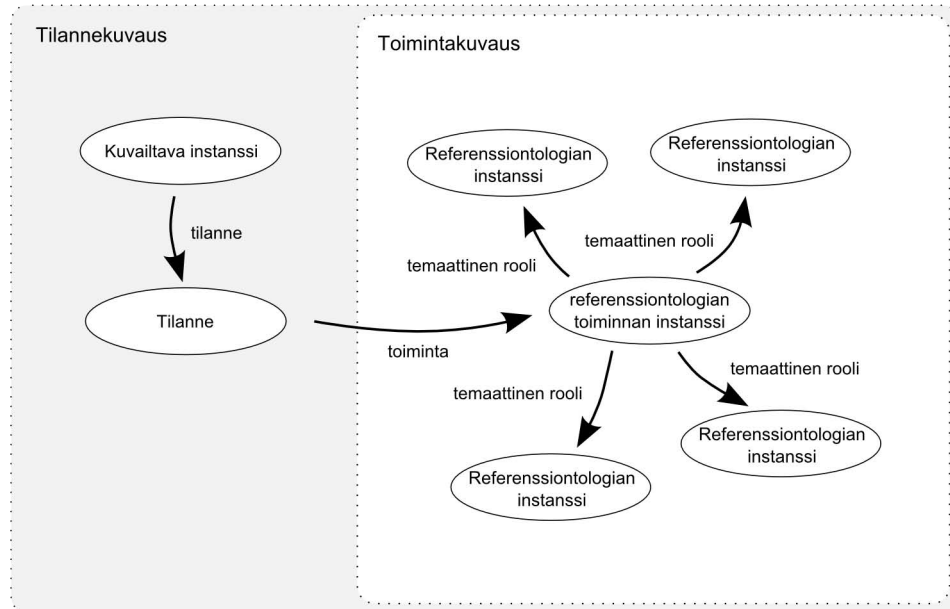 Tilannekuvaus
Toimintakuvaus
Kuvailtava instanssi
tilanne
Tilanne
toiminta
Referenssiontologian
instanssi
Referenssiontologian
instanssi
temaattinen rooli
temaattinen rooli
referenssiontologian
toiminnan instanssi
temaattinen rooli
temaattinen rooli
Referenssiontologian
instanssi
Referenssiontologian
instanssi